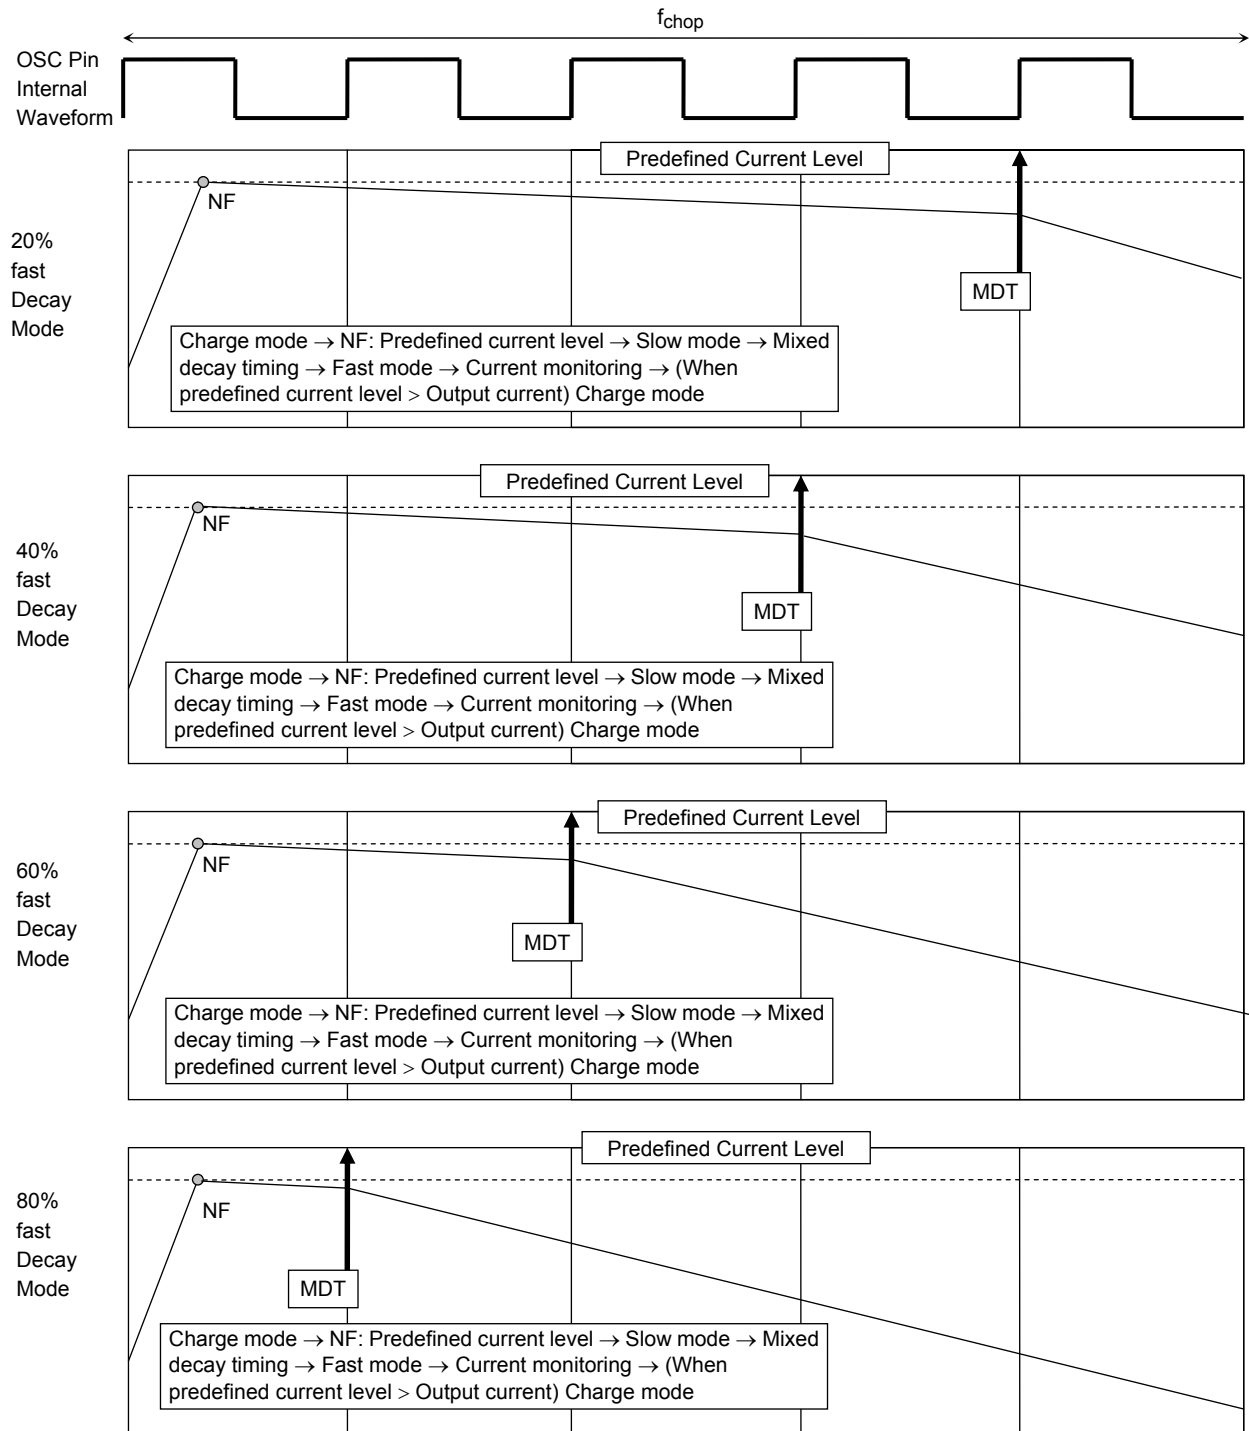 fchop
OSC Pin
Internal
Waveform
Predefined Current Level
NF
20%
fast
Decay
Mode
MDT
Charge mode → NF: Predefined current level → Slow mode → Mixed
decay timing → Fast mode → Current monitoring → (When
predefined current level > Output current) Charge mode
Predefined Current Level
NF
40%
fast
Decay
Mode
MDT
Charge mode → NF: Predefined current level → Slow mode → Mixed
decay timing → Fast mode → Current monitoring → (When
predefined current level > Output current) Charge mode
Predefined Current Level
NF
60%
fast
Decay
Mode
MDT
Charge mode → NF: Predefined current level → Slow mode → Mixed
decay timing → Fast mode → Current monitoring → (When
predefined current level > Output current) Charge mode
Predefined Current Level
NF
80%
fast
Decay
Mode
MDT
Charge mode → NF: Predefined current level → Slow mode → Mixed
decay timing → Fast mode → Current monitoring → (When
predefined current level > Output current) Charge mode